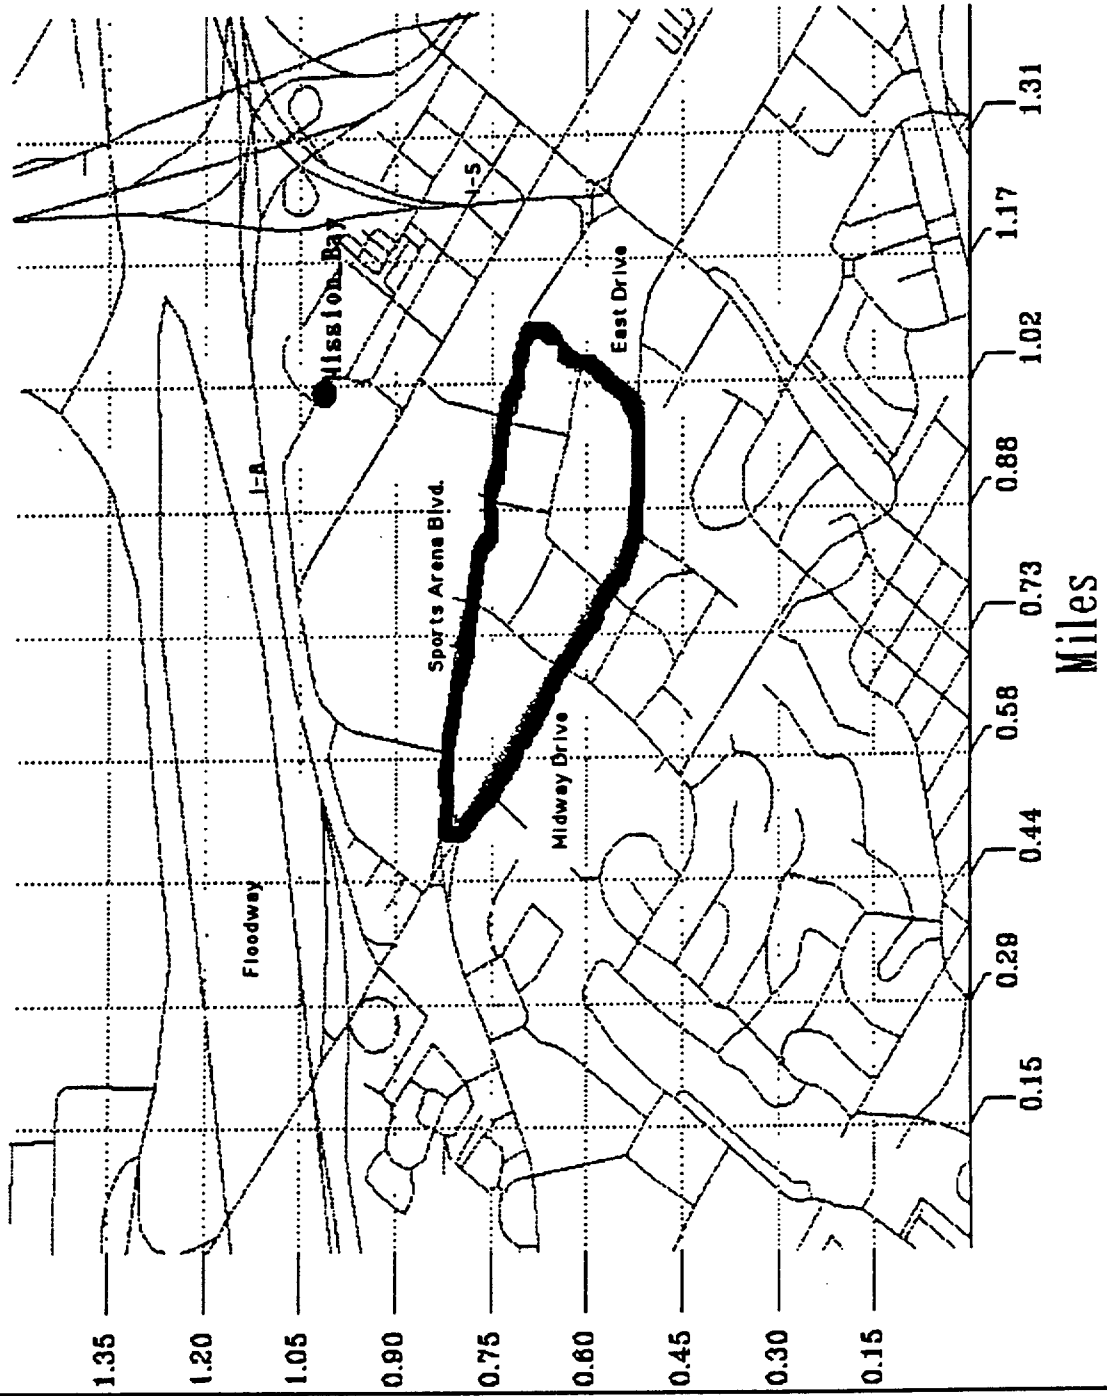 1.35
1.20
1.05
0.90
0.75
0.60
0.45
0.30
0.15
Floodway
I-8
Mission Bay
I-5
Sports Arena Blvd.
East Drive
Midway Drive
0.15
0.29
0.44
0.58
0.73
0.88
1.02
1.17
1.31
Miles